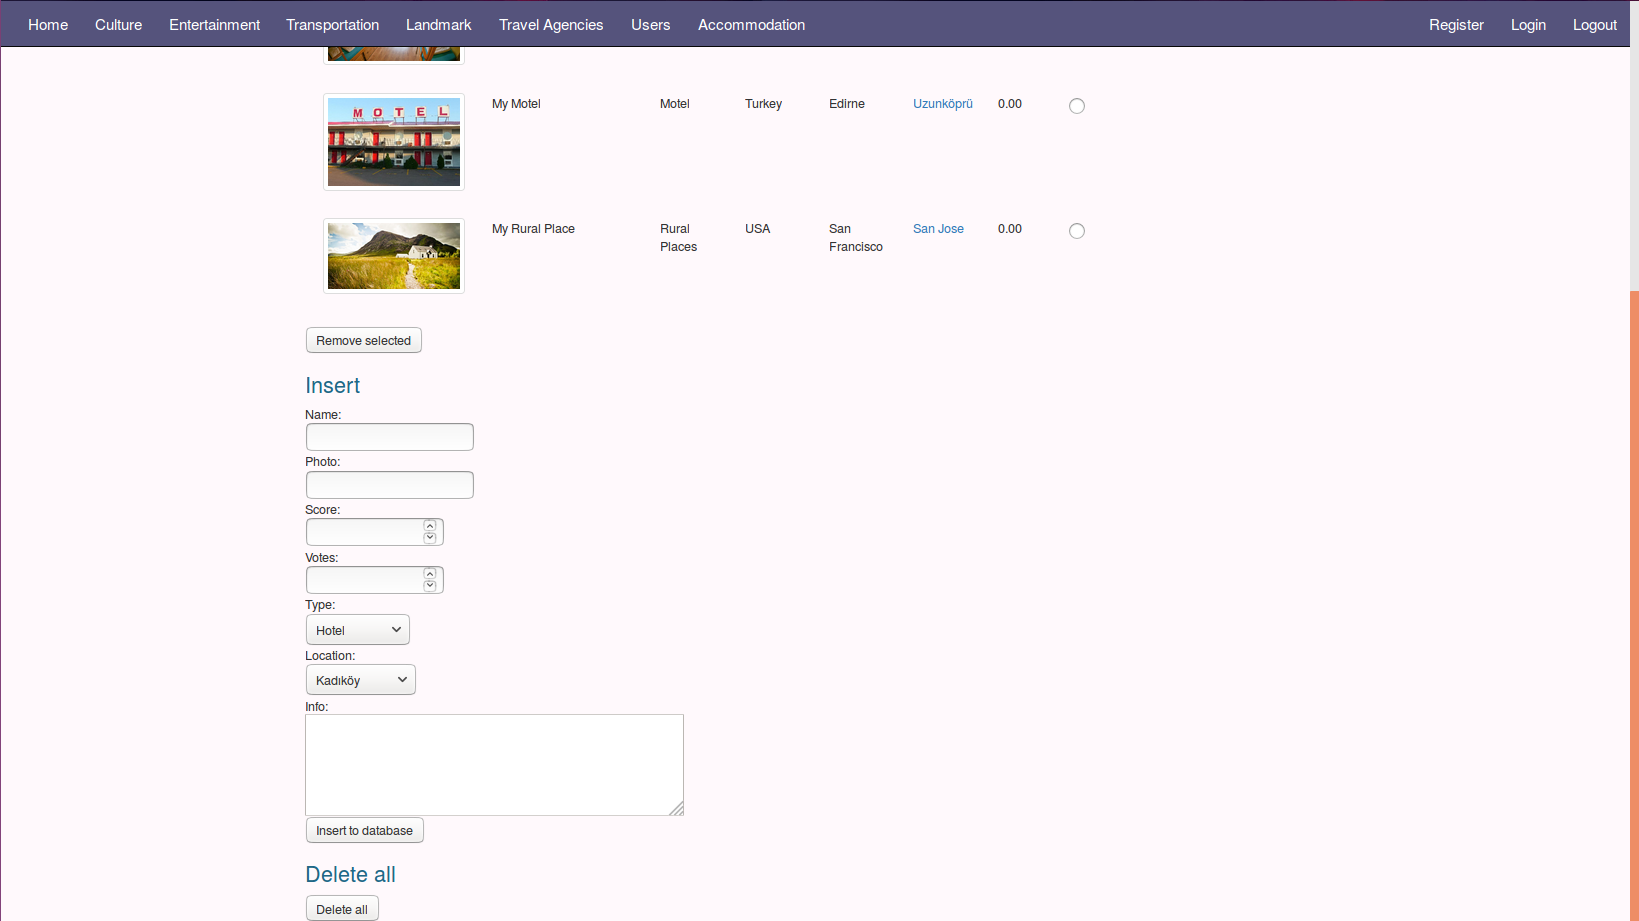 Home Culture Entertainment Transportation Landmark Travel Agencies Users Accommodation Register Login Logout
MOTEL
My Motel Motel Turkey Edirne Uzunköprü 0.00
My Rural Place Rural Places USA San Francisco San Jose 0.00
Remove selected
Insert
Name:
Photo:
Score:
Votes:
Type:
Hotel
Location:
Kadıköy
Info:
Insert to database
Delete all
Delete all